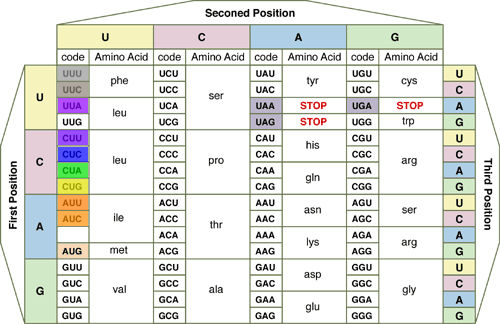 Seconed Position
U C A G
code Amino Acid code Amino Acid code Amino Acid code Amino Acid
First Position
Third Position
U
UUU phe UCU ser UAU tyr UGU cys U
UUC UCC UAC UGC C
UUA leu UCA UAA STOP UGA STOP A
UUG UCG UAG STOP UGG trp G
C
CUU leu CCU pro CAU his CGU arg U
CUC CCC CAC CGC C
CUA CCA CAA gln CGA A
CUG CCG CAG CGG G
A
AUU ile ACU thr AAU asn AGU ser U
AUC ACC AAC AGC C
ACA AAA lys AGA arg A
AUG met ACG AAG AGG G
G
GUU val GCU ala GAU asp GGU gly U
GUC GCC GAC GGC C
GUA GCA GAA glu GGA A
GUG GCG GAG GGG G